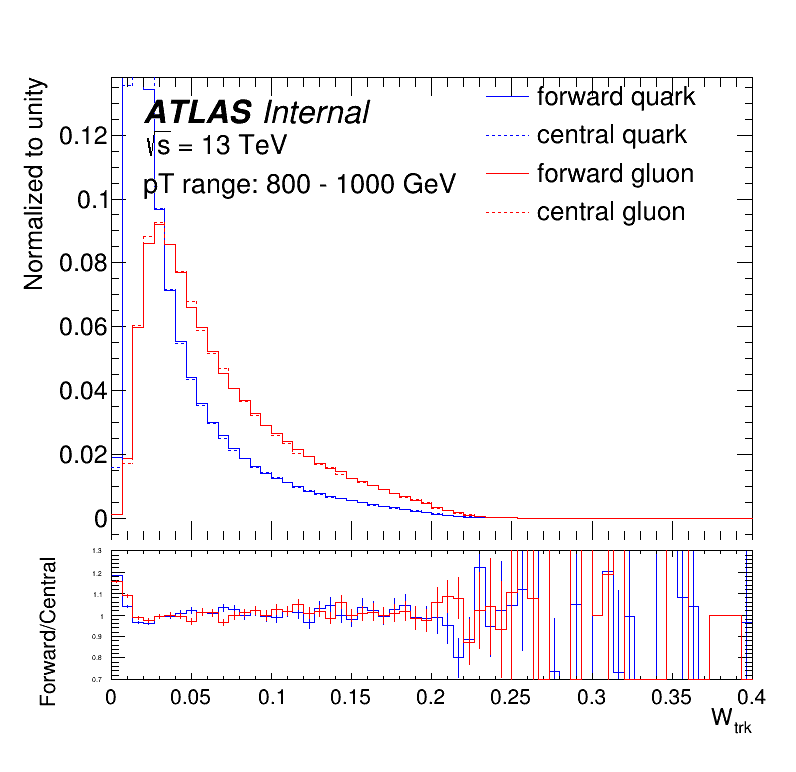 Normalized to unity
0.12
0.1
0.08
0.06
0.04
0.02
0
ATLAS Internal
√s = 13 TeV
pT range: 800 - 1000 GeV
forward quark
central quark
forward gluon
central gluon
Forward/Central
1.3
1.2
1.1
1
0.9
0.8
0.7
0 0.05 0.1 0.15 0.2 0.25 0.3 0.35 0.4
W_trk